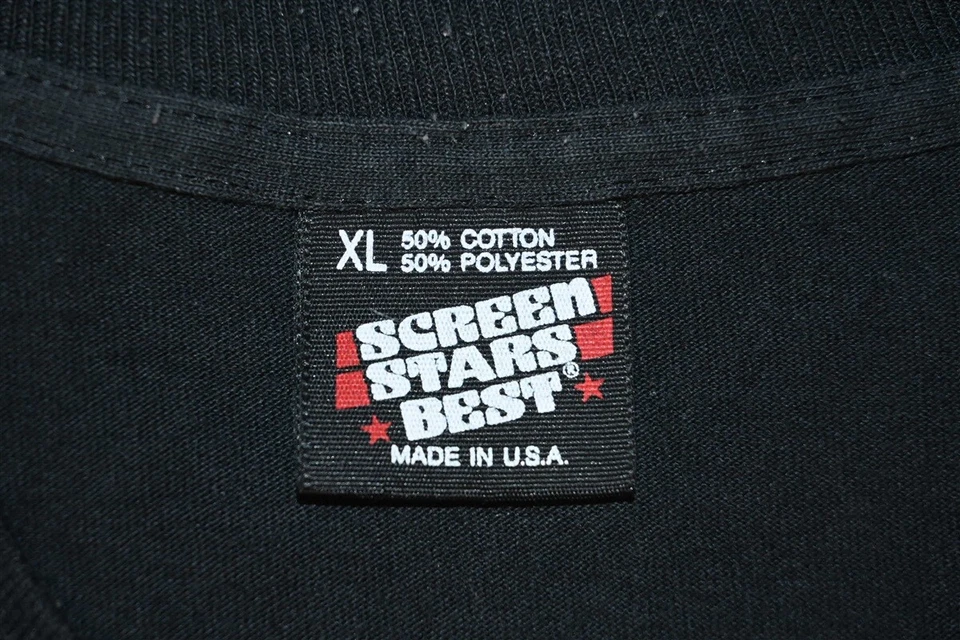 XL 50% COTTON
50% POLYESTER
SCREEN
STARS
BEST®
MADE IN U.S.A.